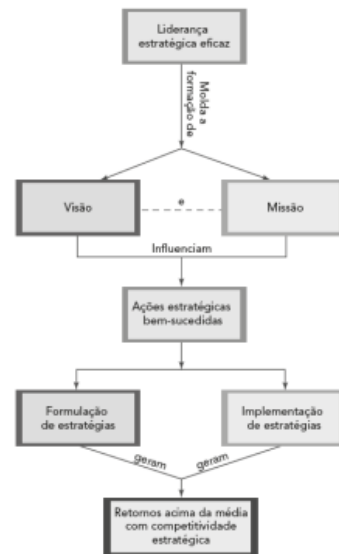 Liderança
estratégica eficaz
Molda a
formação de
Visão
e
Missão
Influenciam
Ações estratégicas
bem-sucedidas
Formulação
de estratégias
Implementação
de estratégias
geram
geram
Retornos acima da média
com competitividade
estratégica